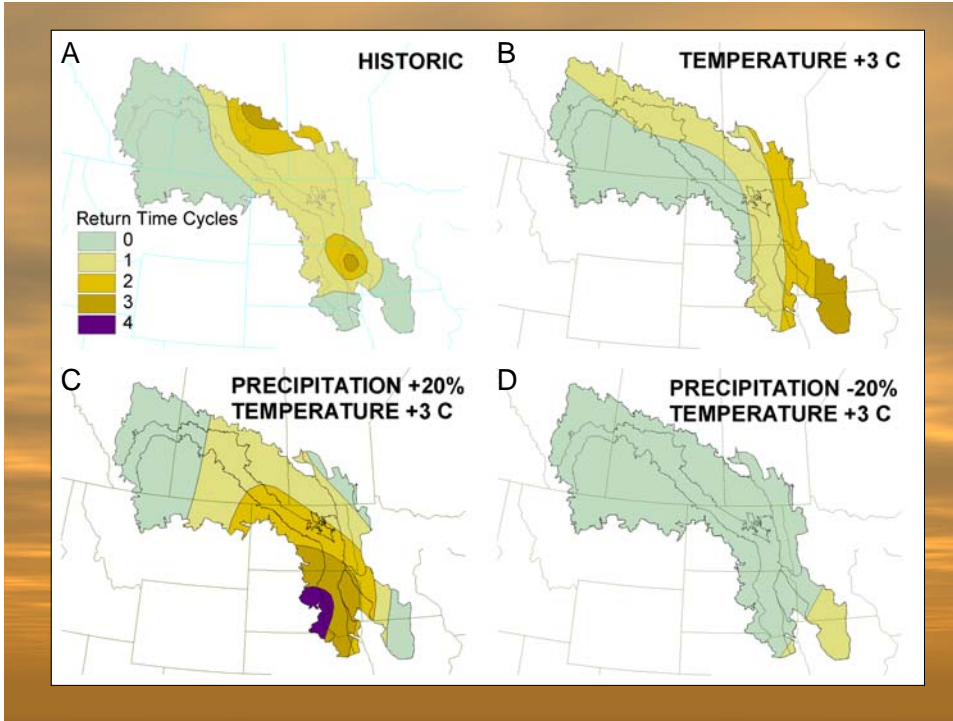 A
HISTORIC
B
TEMPERATURE +3 C
Return Time Cycles
0
1
2
3
4
C
PRECIPITATION +20%
TEMPERATURE +3 C
D
PRECIPITATION -20%
TEMPERATURE +3 C